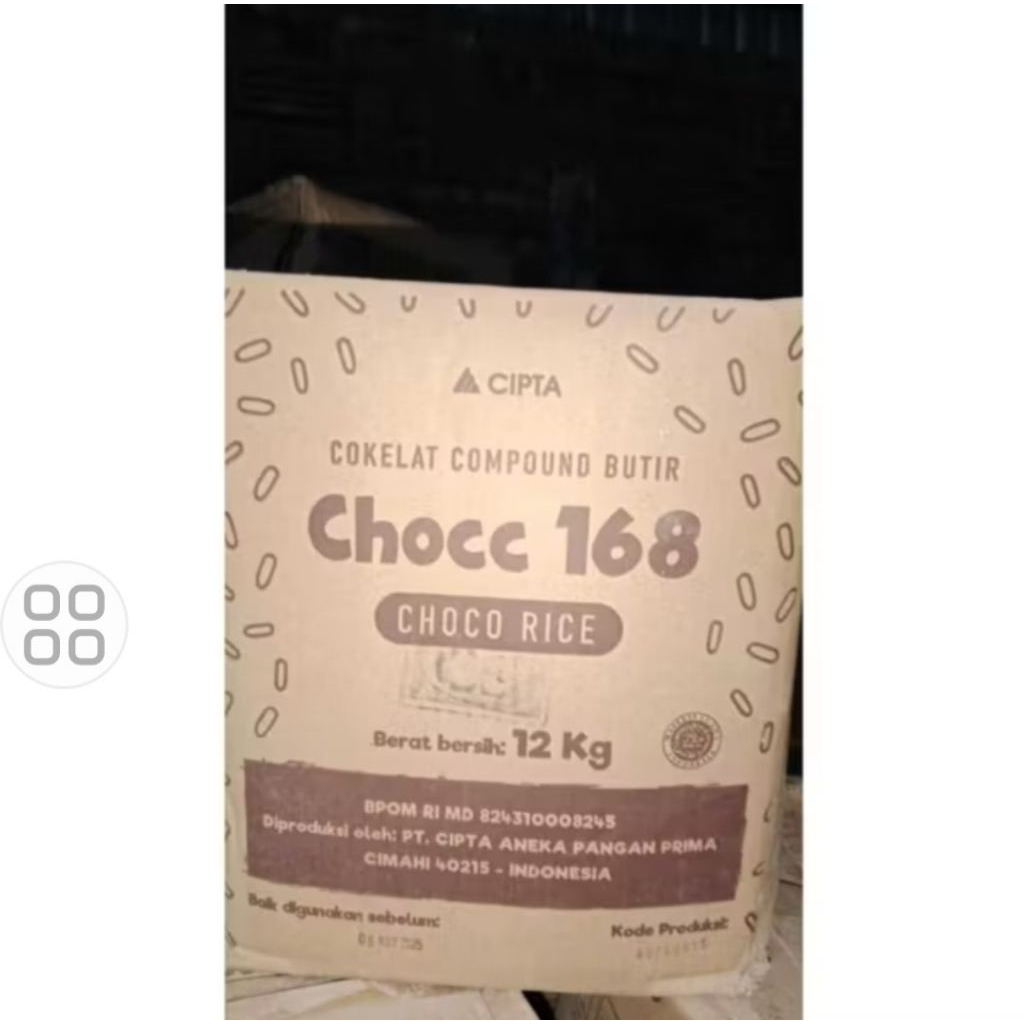 CIPTA
COKELAT COMPOUND BUTIR
Chocc 168
CHOCO RICE
Berat bersih: 12 Kg
BPOM RI MD 824310008245
Diproduksi oleh: PT. CIPTA ANEKA PANGAN PRIMA
CIMAHI 40215 - INDONESIA
Baik digunakan sebelum:
Kode Produksi: